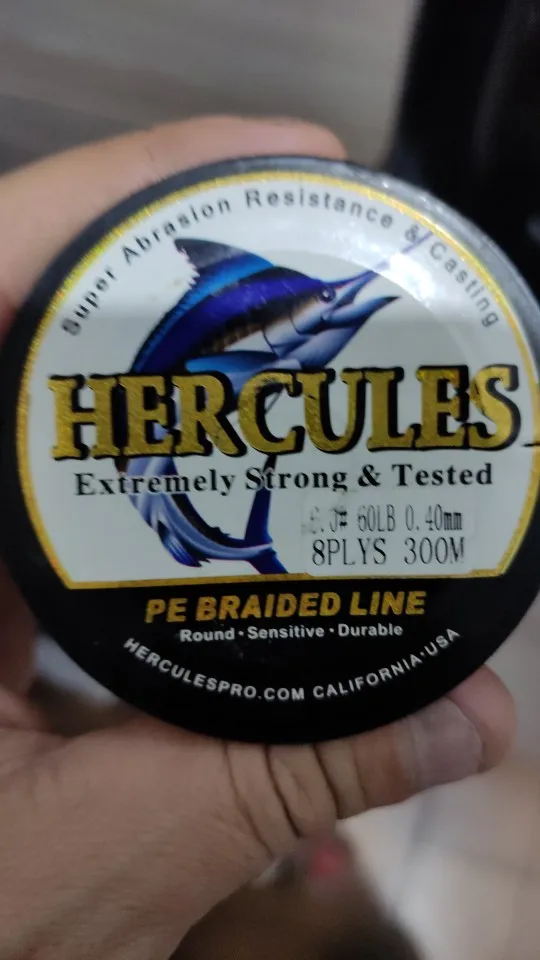 Super Abrasion Resistance & Casting
HERCULES
Extremely Strong & Tested
60LB 0.40mm
8PLYS 300M
PE BRAIDED LINE
Round · Sensitive · Durable
HERCULESPRO.COM CALIFORNIA·USA